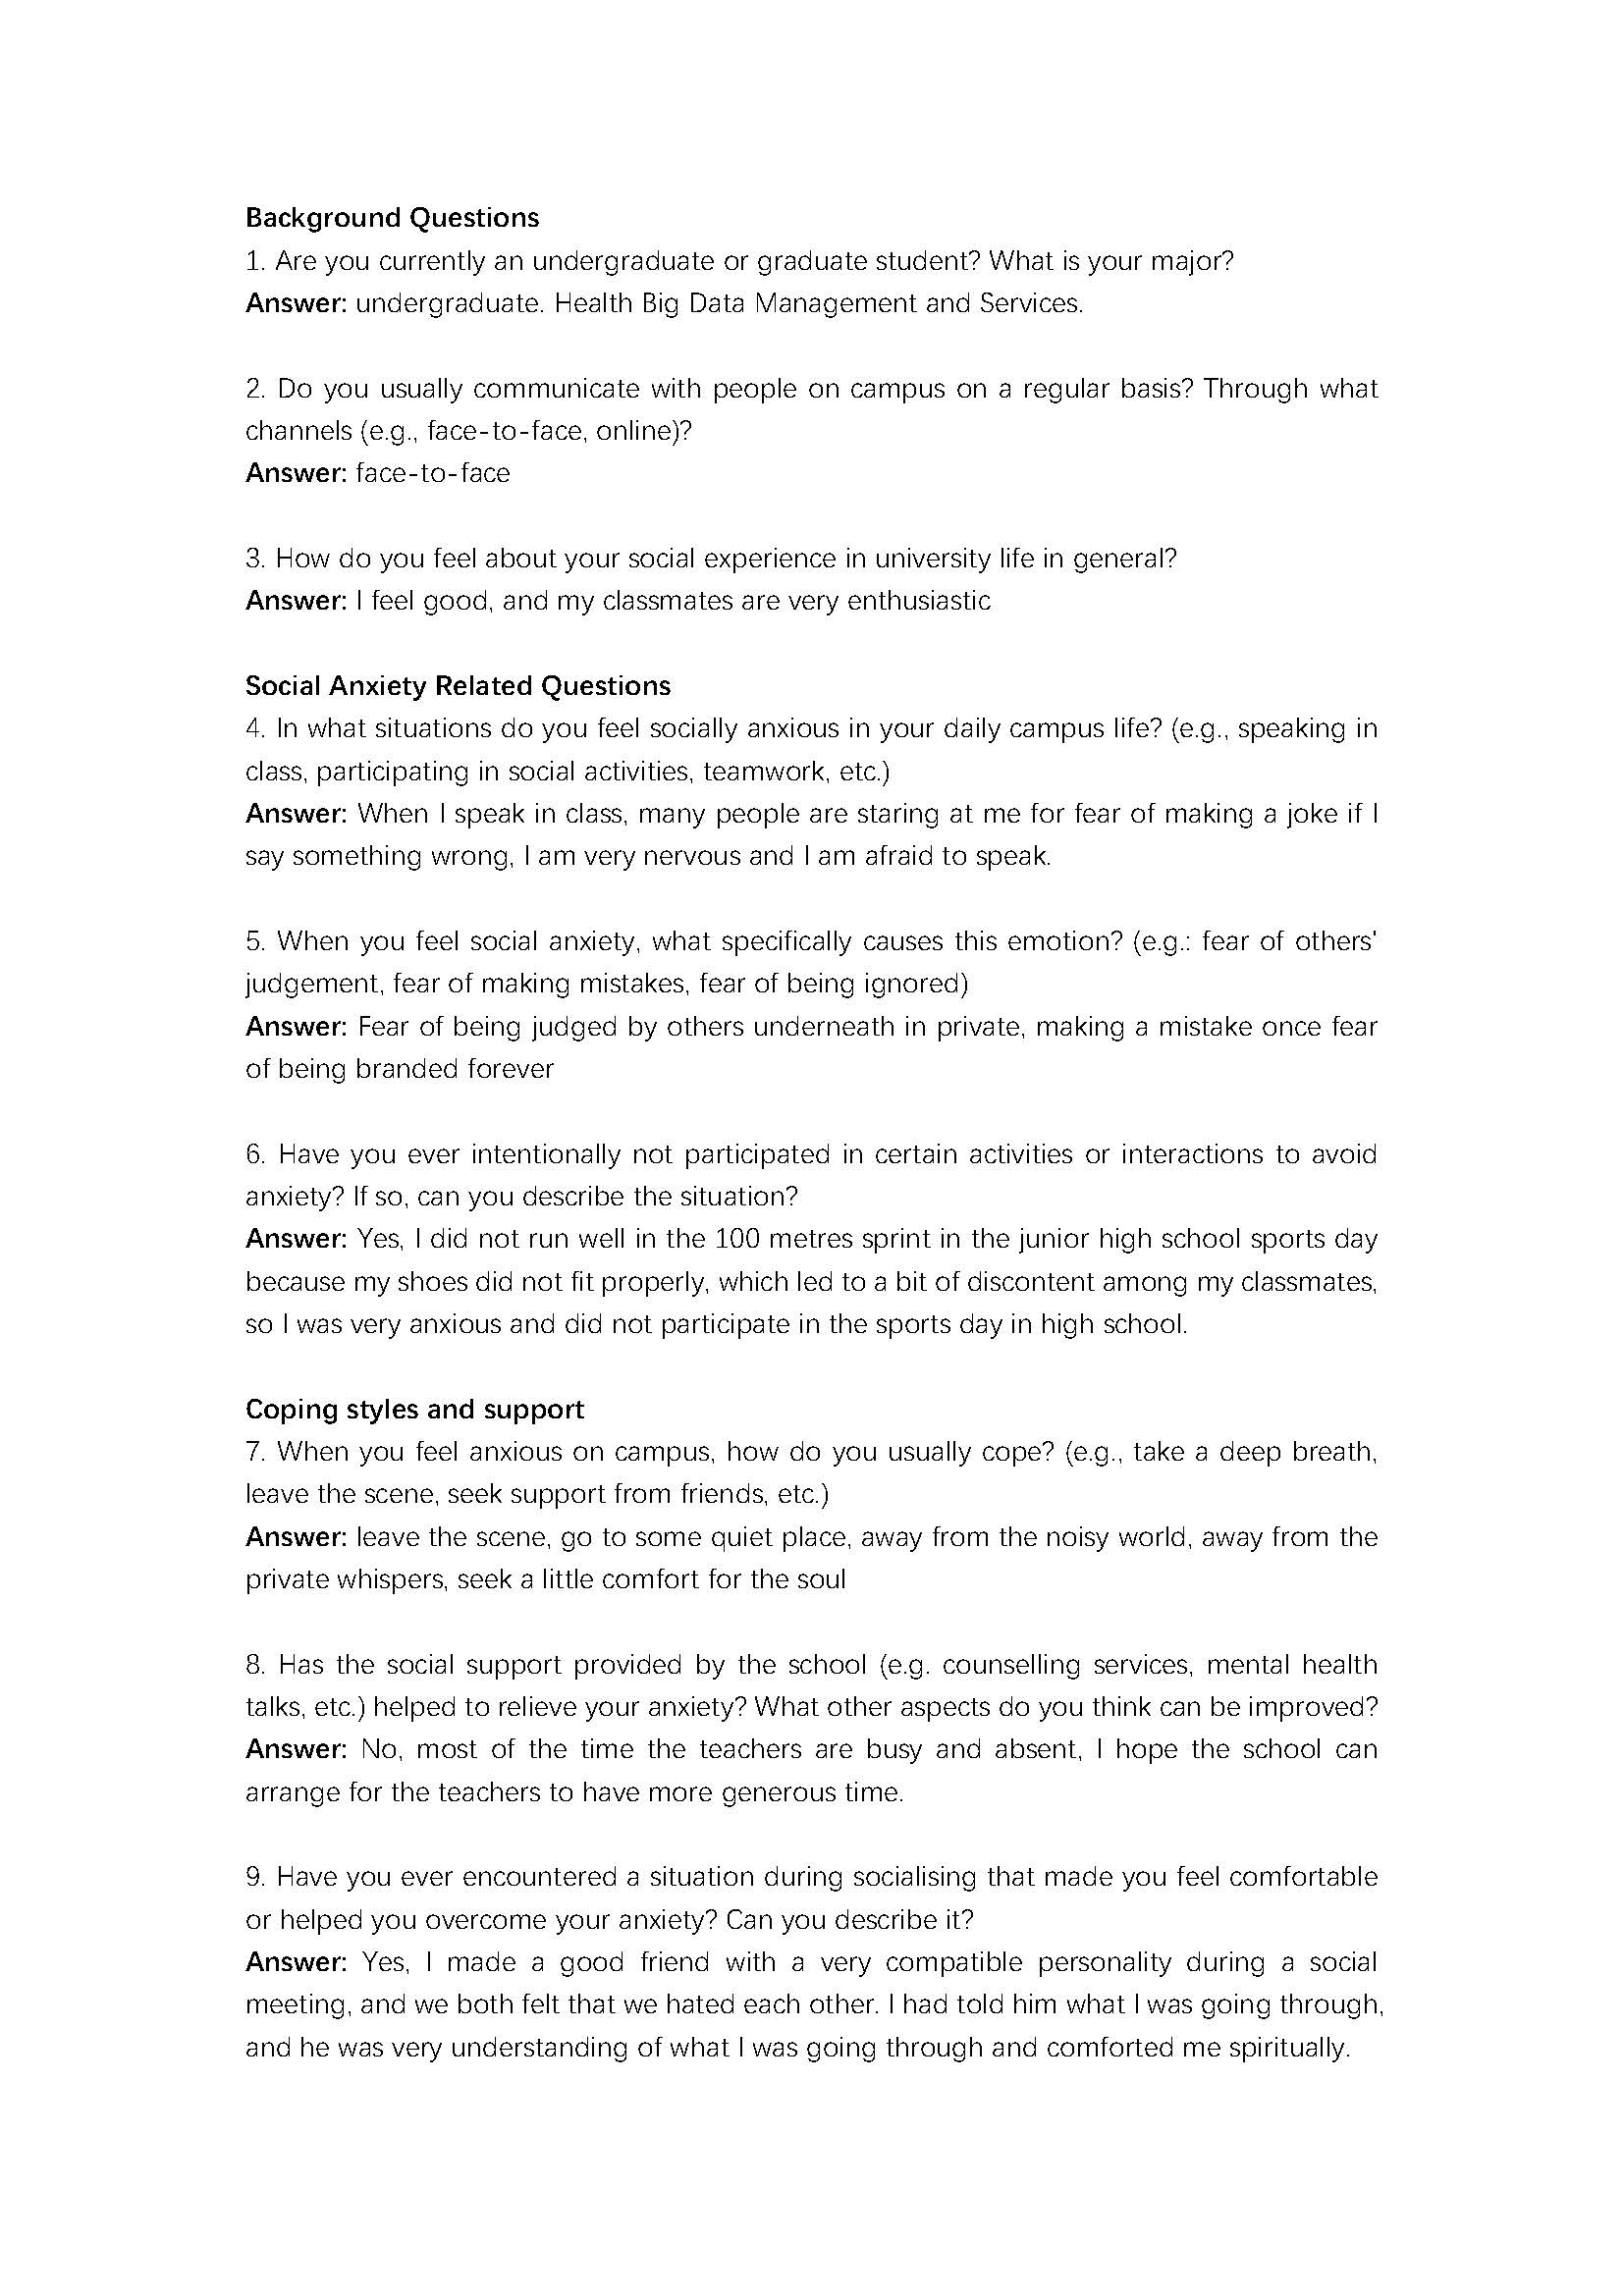 Background Questions
1. Are you currently an undergraduate or graduate student? What is your major?
Answer: undergraduate. Health Big Data Management and Services.
2. Do you usually communicate with people on campus on a regular basis? Through what
channels (e.g., face-to-face, online)?
Answer: face-to-face
3. How do you feel about your social experience in university life in general?
Answer: I feel good, and my classmates are very enthusiastic
Social Anxiety Related Questions
4. In what situations do you feel socially anxious in your daily campus life? (e.g., speaking in
class, participating in social activities, teamwork, etc.)
Answer: When I speak in class, many people are staring at me for fear of making a joke if I
say something wrong, I am very nervous and I am afraid to speak.
5. When you feel social anxiety, what specifically causes this emotion? (e.g.: fear of others'
judgement, fear of making mistakes, fear of being ignored)
Answer: Fear of being judged by others underneath in private, making a mistake once fear
of being branded forever
6. Have you ever intentionally not participated in certain activities or interactions to avoid
anxiety? If so, can you describe the situation?
Answer: Yes, I did not run well in the 100 metres sprint in the junior high school sports day
because my shoes did not fit properly, which led to a bit of discontent among my classmates,
so I was very anxious and did not participate in the sports day in high school.
Coping styles and support
7. When you feel anxious on campus, how do you usually cope? (e.g., take a deep breath,
leave the scene, seek support from friends, etc.)
Answer: leave the scene, go to some quiet place, away from the noisy world, away from the
private whispers, seek a little comfort for the soul
8. Has the social support provided by the school (e.g. counselling services, mental health
talks, etc.) helped to relieve your anxiety? What other aspects do you think can be improved?
Answer: No, most of the time the teachers are busy and absent, I hope the school can
arrange for the teachers to have more generous time.
9. Have you ever encountered a situation during socialising that made you feel comfortable
or helped you overcome your anxiety? Can you describe it?
Answer: Yes, I made a good friend with a very compatible personality during a social
meeting, and we both felt that we hated each other. I had told him what I was going through,
and he was very understanding of what I was going through and comforted me spiritually.